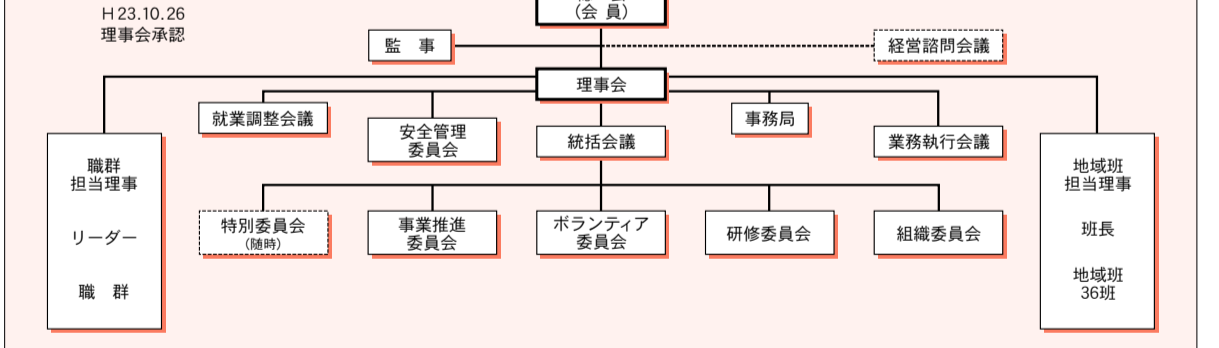 H23.10.26
理事会承認
(会 員)
監 事
経営諮問会議
理事会
就業調整会議
安全管理
委員会
統括会議
事務局
業務執行会議
職群
担当理事
リーダー
職 群
地域班
担当理事
班長
地域班
36班
特別委員会
(随時)
事業推進
委員会
ボランティア
委員会
研修委員会
組織委員会